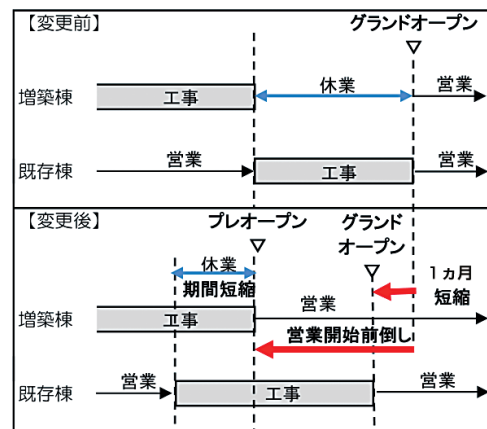 【変更前】
グランドオープン
増築棟
工事
休業
営業
既存棟
営業
工事
営業
【変更後】
プレオープン
グランド
オープン
休業
期間短縮
1ヵ月
短縮
営業
増築棟
工事
営業開始前倒し
営業
既存棟
工事
営業